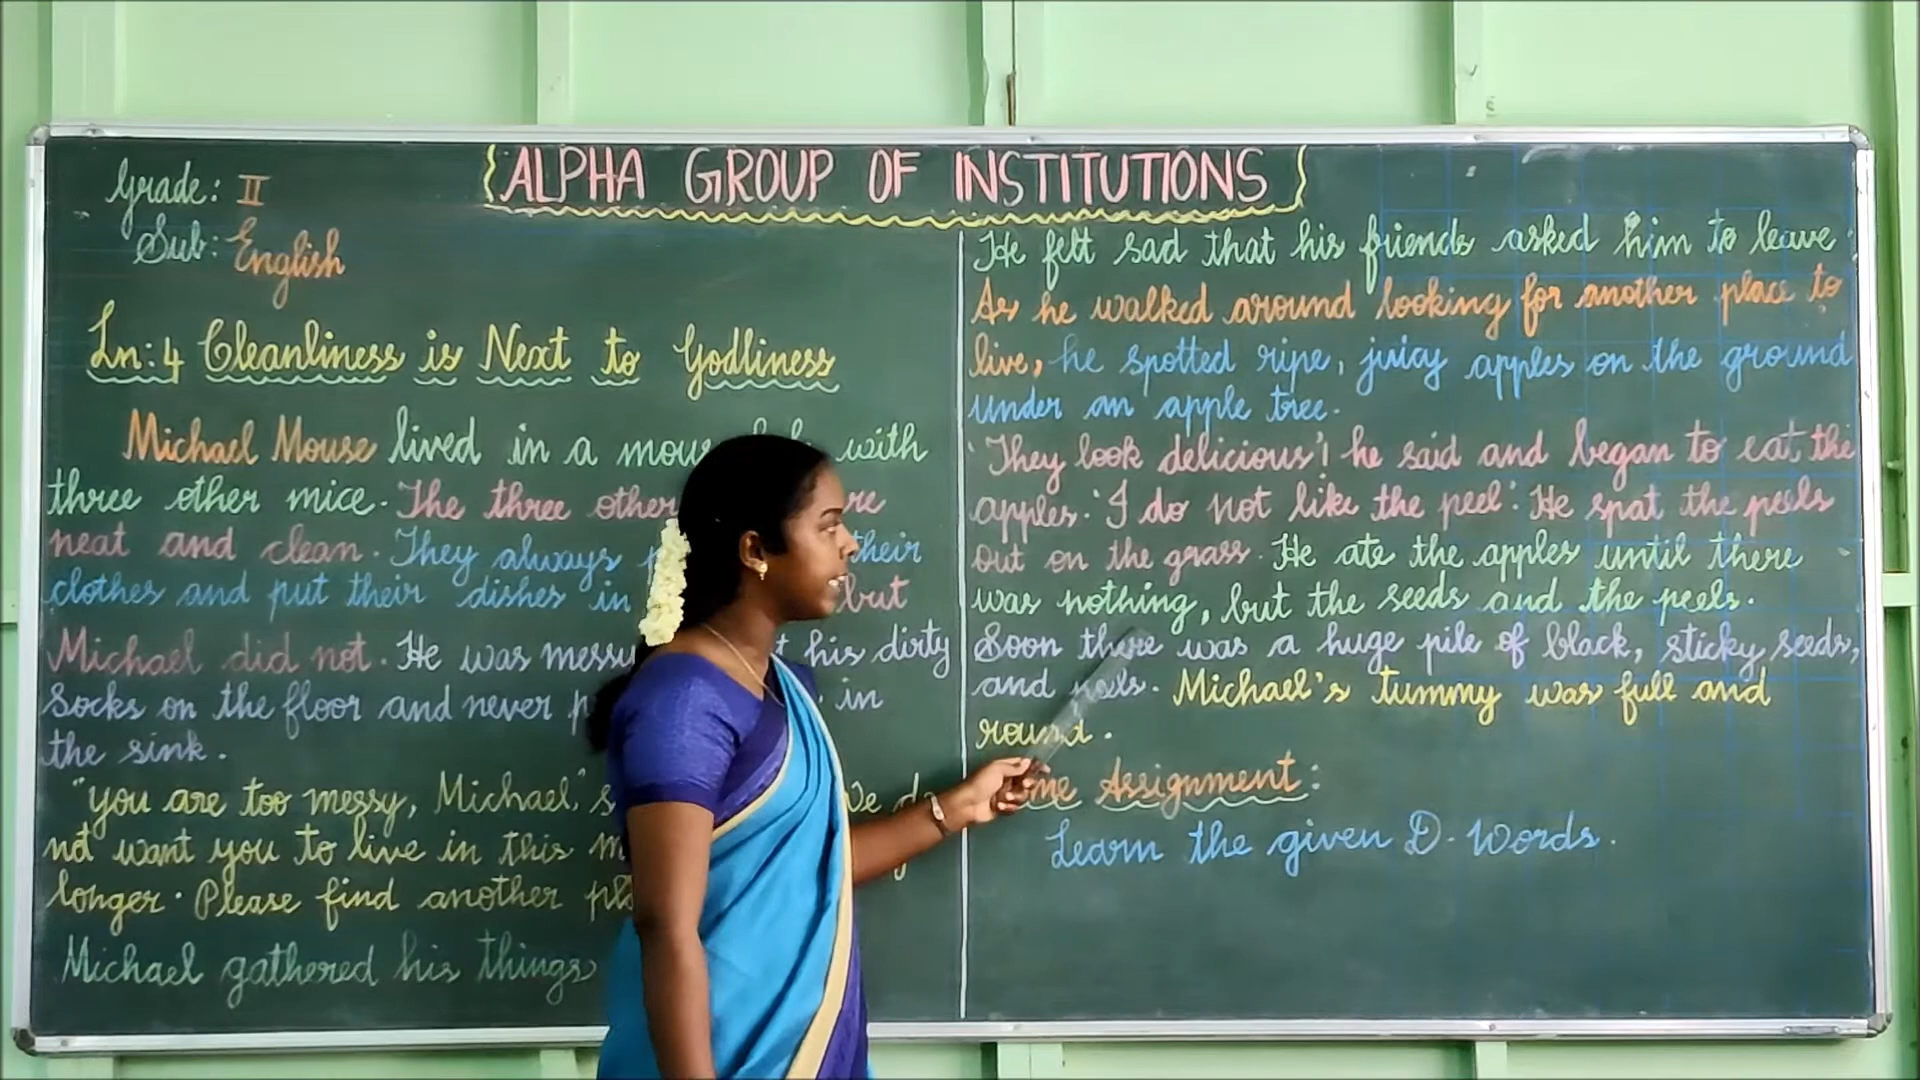 ALPHA GROUP OF INSTITUTIONS
Grade: II
Sub: English
Ln: 4 Cleanliness is Next to Godliness
Michael Mouse lived in a with
three other mice. The three other
neat and clean. They always their
clothes and put their dishes in but
Michael did not. He was messy his dirty
Socks on the floor and never in
the sink.
"You are too messy, Michael,"
not want you to live in this
longer. Please find another
Michael gathered his things
He felt sad that his friends asked him to leave.
As he walked around looking for another place to
live, he spotted ripe, juicy apples on the ground
under an apple tree.
'They look delicious'! he said and began to eat the
apples. 'I do not like the peel'. He spat the peels
out on the grass. He ate the apples until there
was nothing, but the seeds and the peels.
Soon there was a huge pile of black, sticky seeds,
and peels. Michael's tummy was full and
round.
Assignment:
Learn the given D. Words.